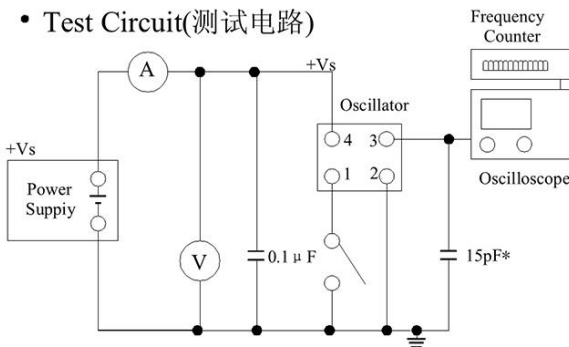 • Test Circuit(测试电路)
Frequency
Counter
A
+Vs
Oscillator
+Vs
4 3
1 2
Power
Suppiy
Oscilloscope
V
0.1μF
15pF*